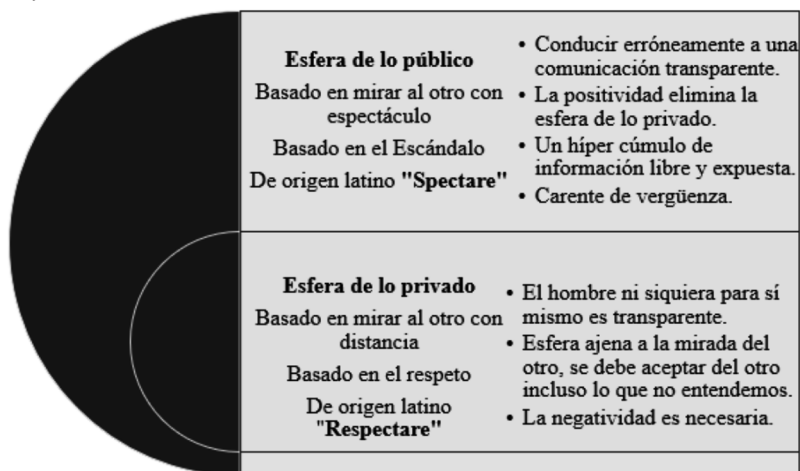 Esfera de lo público
Basado en mirar al otro con
espectáculo
Basado en el Escándalo
De origen latino "Spectare"
• Conducir erróneamente a una
comunicación transparente.
• La positividad elimina la
esfera de lo privado.
• Un híper cúmulo de
información libre y expuesta.
• Carente de vergüenza.
Esfera de lo privado
Basado en mirar al otro con
distancia
Basado en el respeto
De origen latino
"Respectare"
• El hombre ni siquiera para sí
mismo es transparente.
• Esfera ajena a la mirada del
otro, se debe aceptar del otro
incluso lo que no entendemos.
• La negatividad es necesaria.